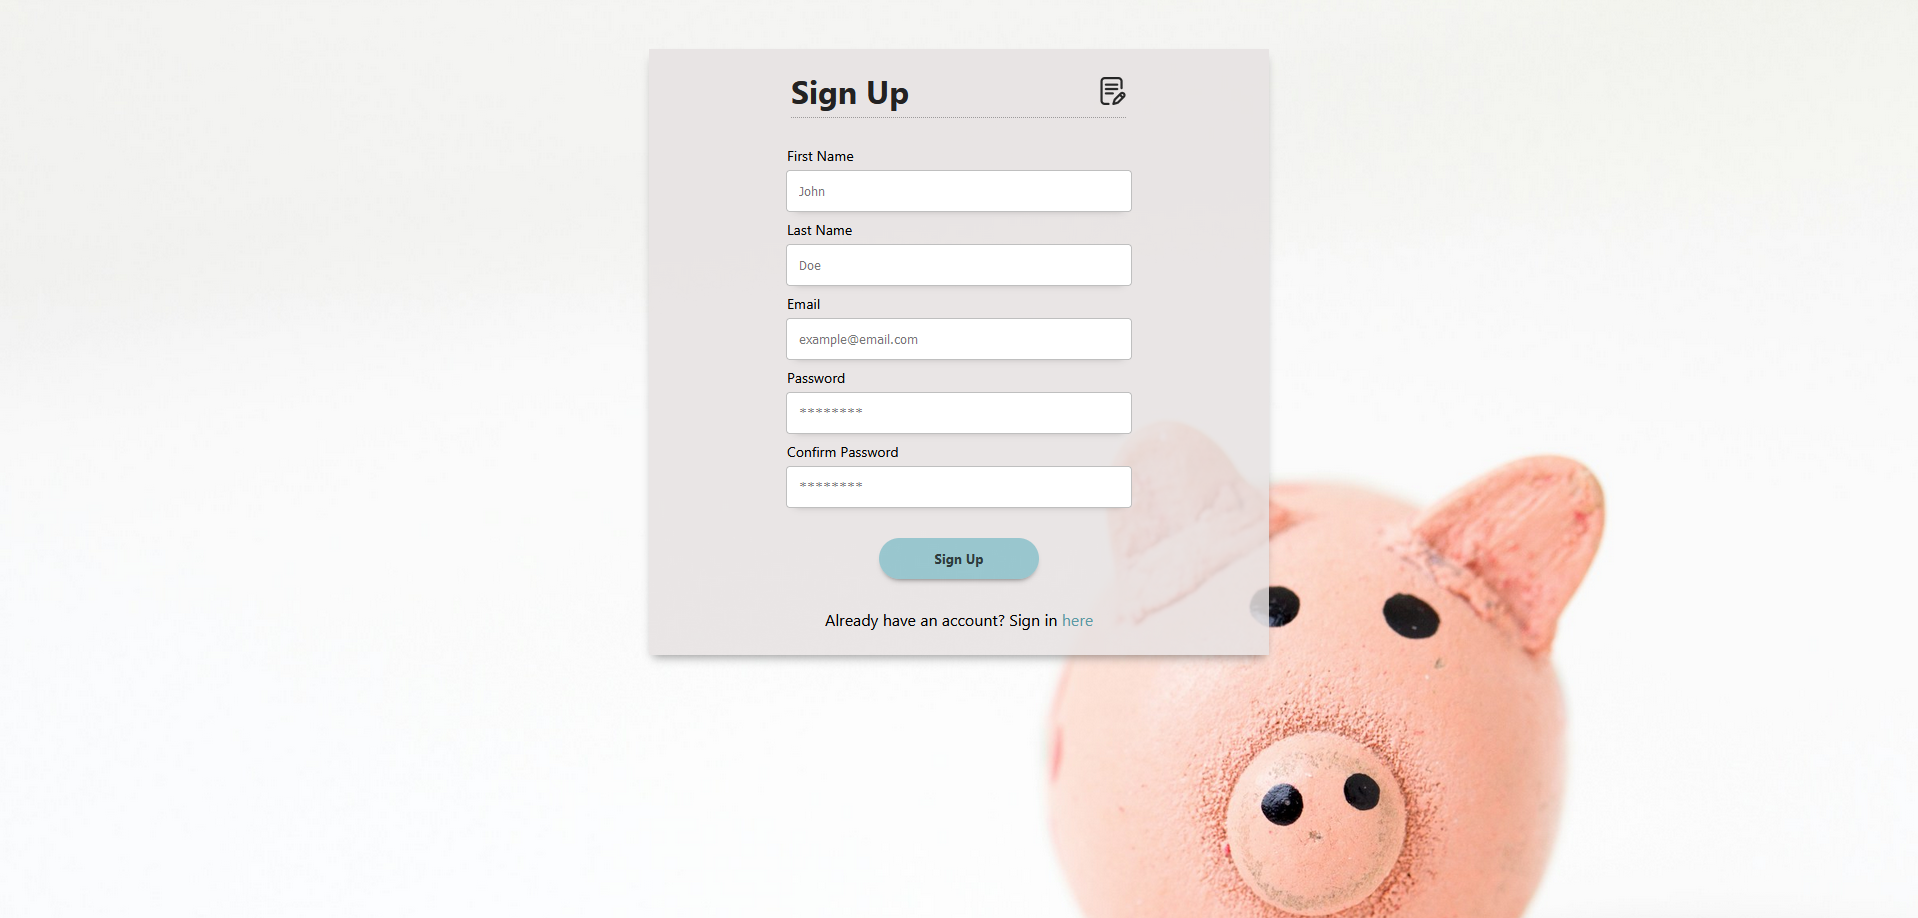 Sign Up
First Name
John
Last Name
Doe
Email
example@email.com
Password
********
Confirm Password
********
Sign Up
Already have an account? Sign in here